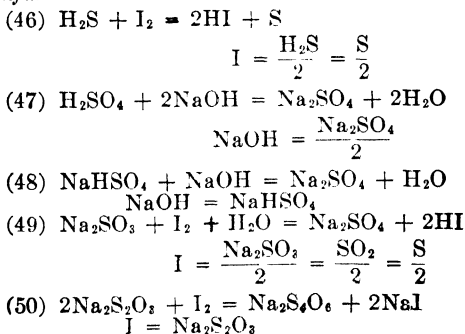 (46) H₂S + I₂ = 2HI + S
I = H₂S/2 = S/2
(47) H₂SO₄ + 2NaOH = Na₂SO₄ + 2H₂O
NaOH = Na₂SO₄/2
(48) NaHSO₄ + NaOH = Na₂SO₄ + H₂O
NaOH = NaHSO₄
(49) Na₂SO₃ + I₂ + H₂O = Na₂SO₄ + 2HI
I = Na₂SO₃/2 = SO₂/2 = S/2
(50) 2Na₂S₂O₃ + I₂ = Na₂S₄O₆ + 2NaI
I = Na₂S₂O₃